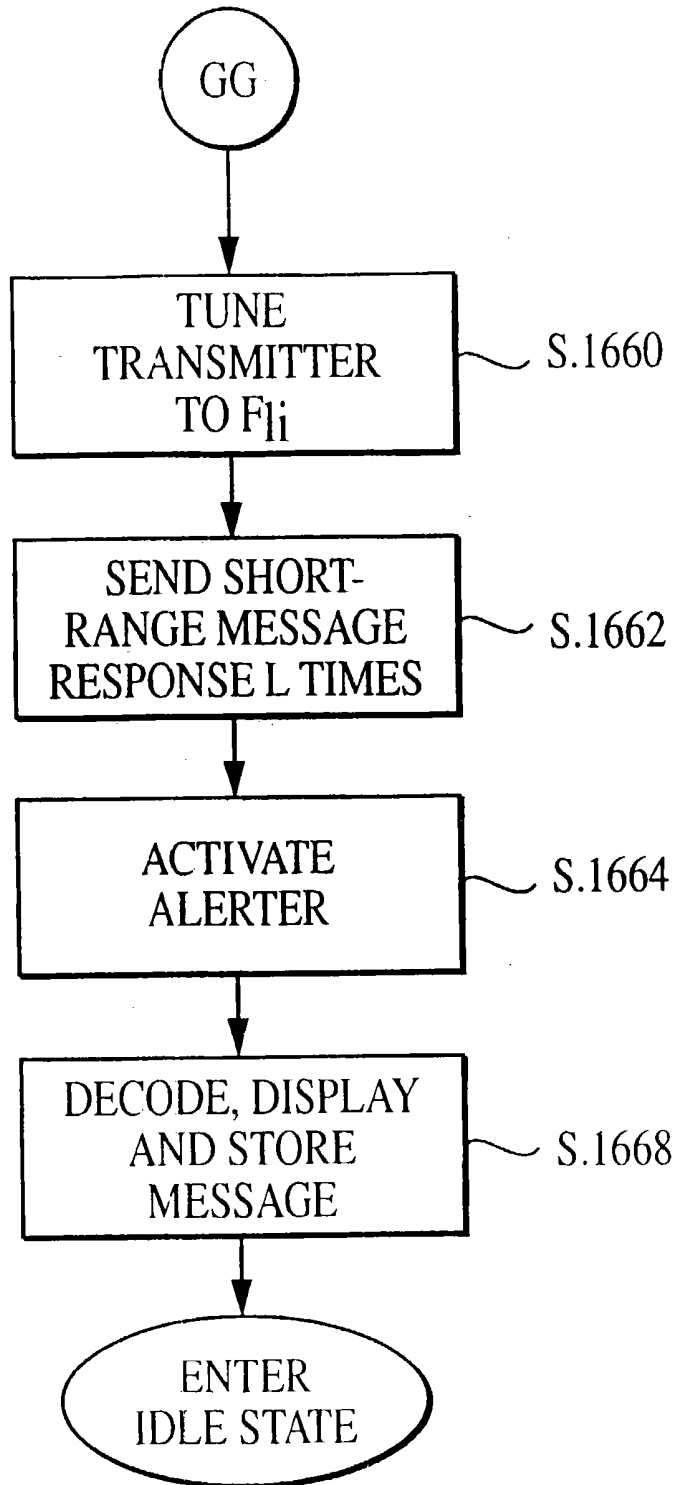 GG
TUNE
TRANSMITTER
TO Fli
S.1660
SEND SHORT-
RANGE MESSAGE
RESPONSE L TIMES
S.1662
ACTIVATE
ALERTER
S.1664
DECODE, DISPLAY
AND STORE
MESSAGE
S.1668
ENTER
IDLE STATE